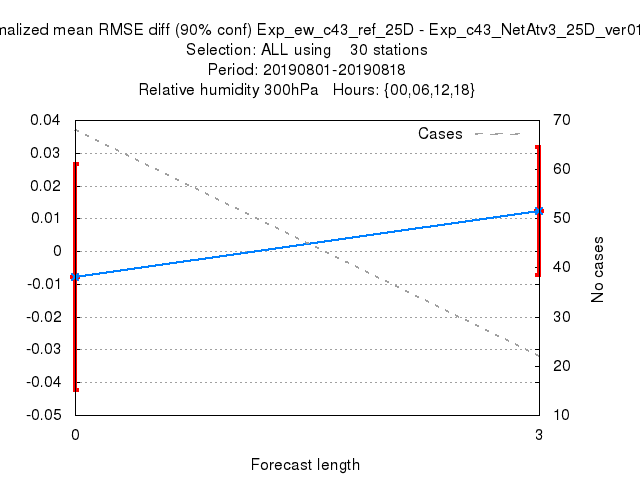 malized mean RMSE diff (90% conf) Exp_ew_c43_ref_25D - Exp_c43_NetAtv3_25D_ver01
Selection: ALL using 30 stations
Period: 20190801-20190818
Relative humidity 300hPa Hours: {00,06,12,18}
Cases
0.04
0.03
0.02
0.01
0
-0.01
-0.02
-0.03
-0.04
-0.05
70
60
50
40
30
20
10
No cases
0
3
Forecast length